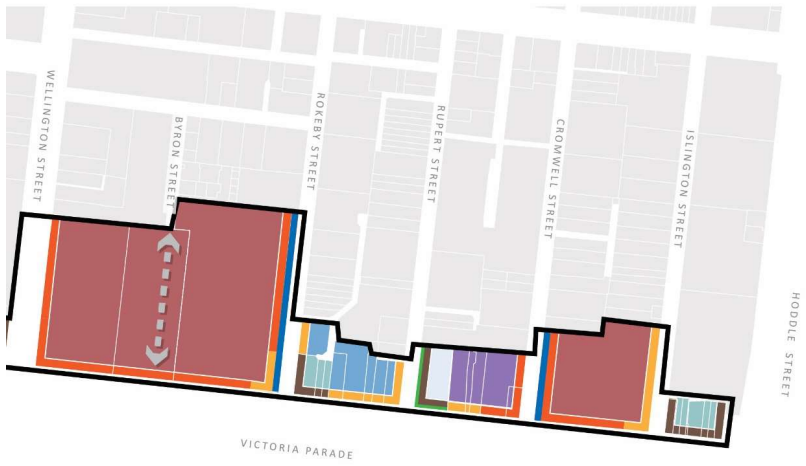 WELLINGTON STREET
BYRON STREET
ROKEBY STREET
RUPERT STREET
CROMWELL STREET
ISLINGTON STREET
HODDLE STREET
VICTORIA PARADE